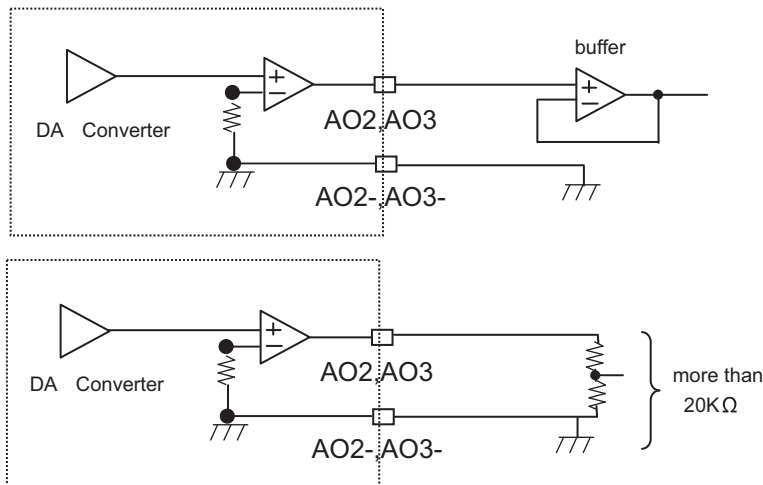 buffer
DA Converter
AO2,AO3
AO2-,AO3-
DA Converter
AO2,AO3
AO2-,AO3-
more than
20KΩ